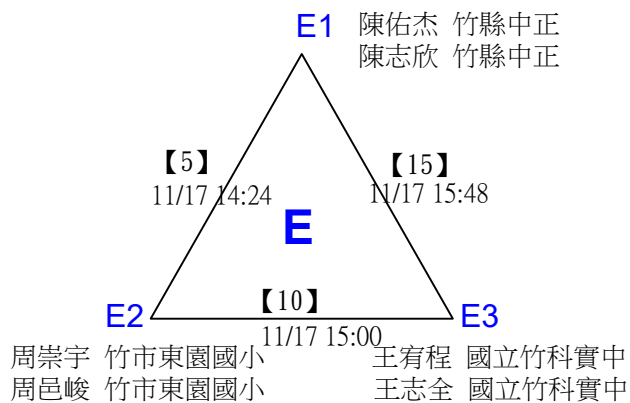 E1
陳佑杰 竹縣中正
陳志欣 竹縣中正
【5】
11/17 14:24
【15】
11/17 15:48
E
E2
【10】
11/17 15:00
E3
周崇宇 竹市東園國小
周邑峻 竹市東園國小
王宥程 國立竹科實中
王志全 國立竹科實中